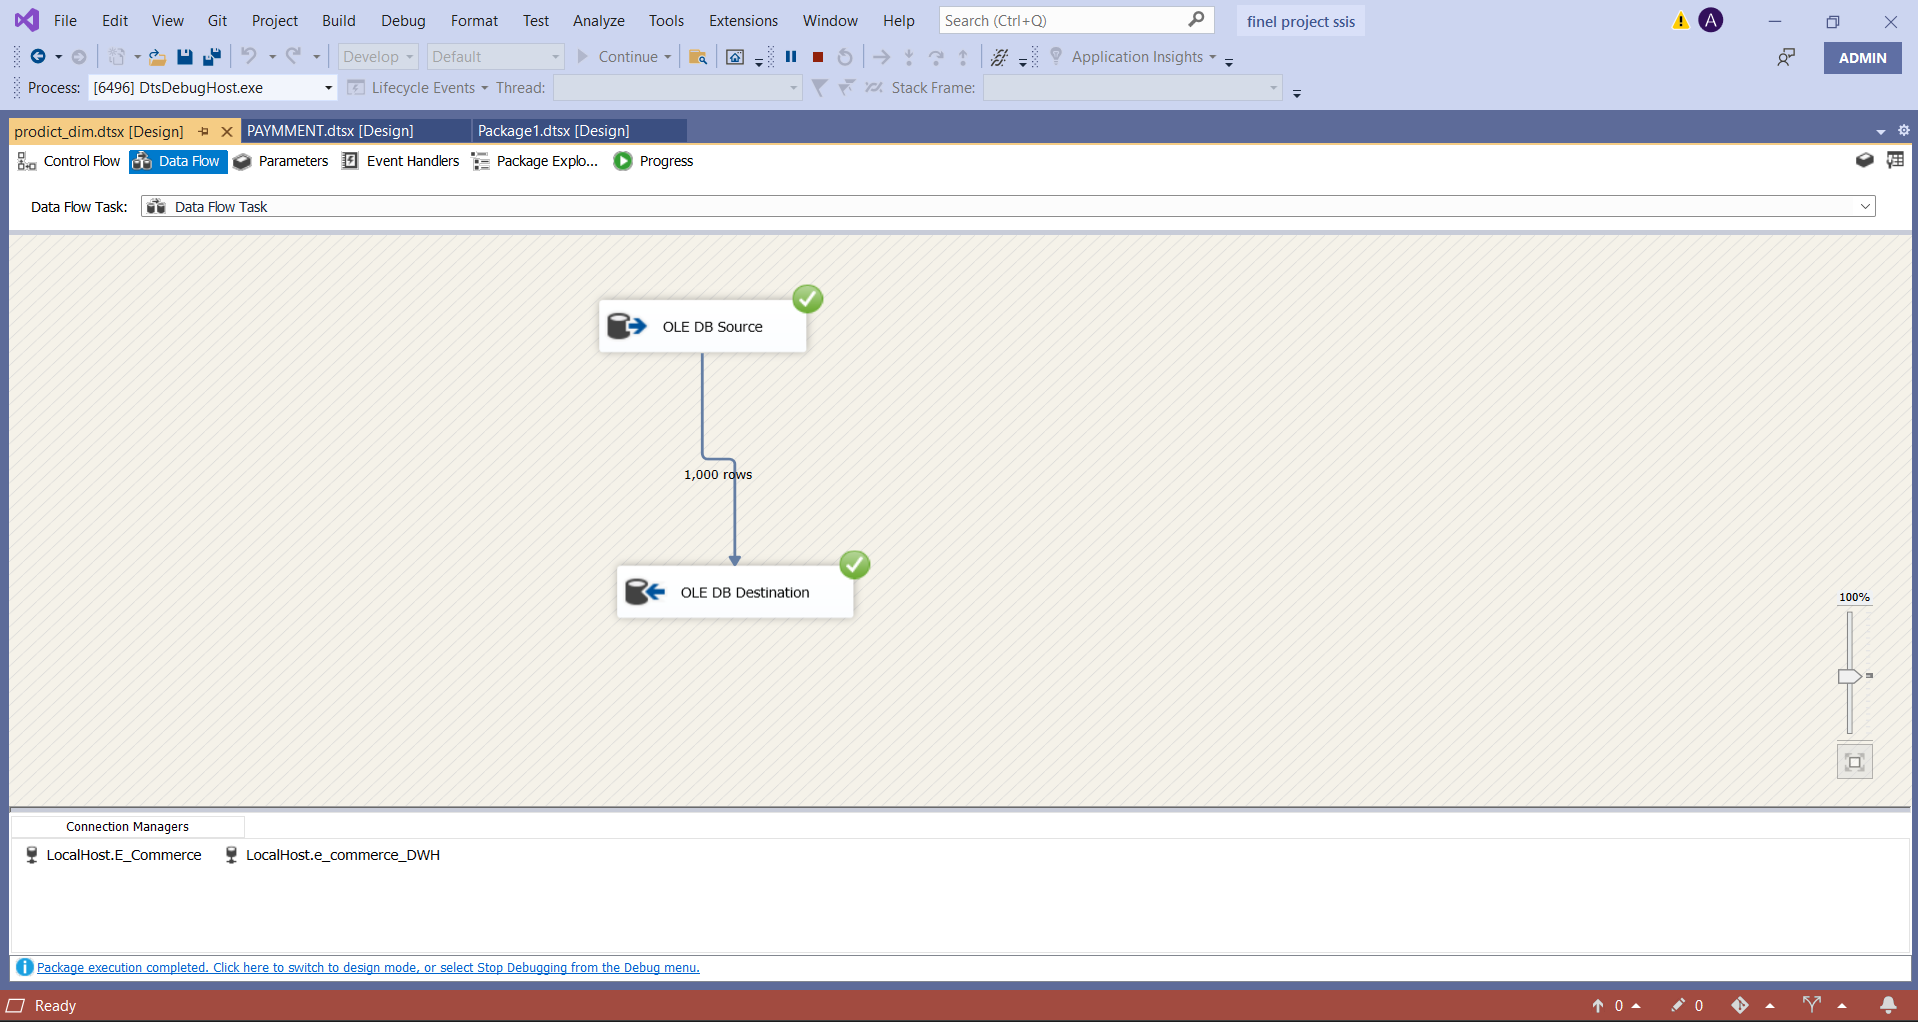 File Edit View Git Project Build Debug Format Test Analyze Tools Extensions Window Help Search (Ctrl+Q) finel project ssis A
Develop Default Continue Application Insights ADMIN
Process: [6496] DtsDebugHost.exe Lifecycle Events Thread: Stack Frame:
prodict_dim.dtsx [Design] PAYMMENT.dtsx [Design] Package1.dtsx [Design]
Control Flow Data Flow Parameters Event Handlers Package Explo... Progress
Data Flow Task: Data Flow Task
OLE DB Source
1,000 rows
OLE DB Destination
100%
Connection Managers
LocalHost.E_Commerce LocalHost.e_commerce_DWH
Package execution completed. Click here to switch to design mode, or select Stop Debugging from the Debug menu.
Ready 0 0